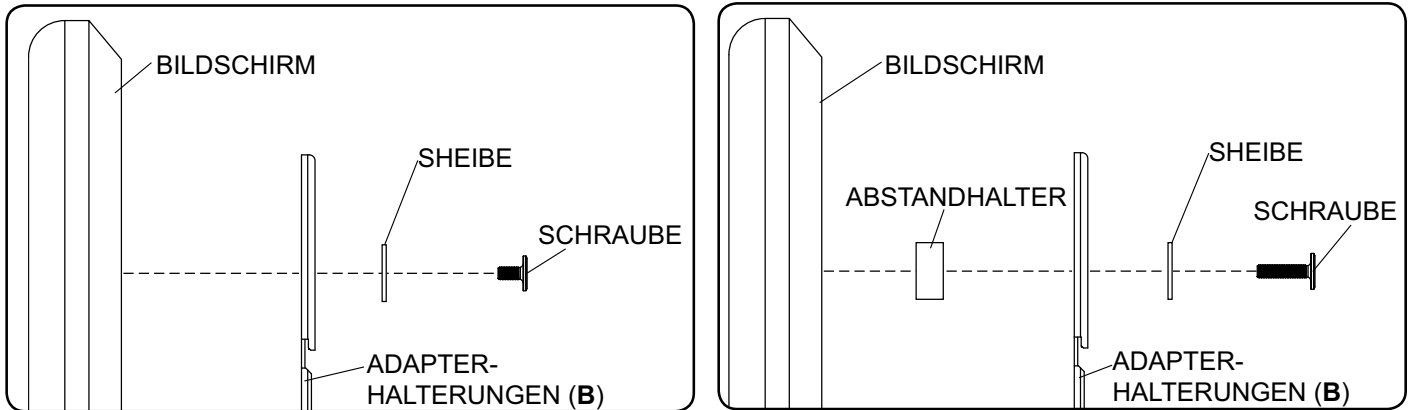 BILDSCHIRM
SHEIBE
SCHRAUBE
ADAPTER-
HALTERUNGEN (B)
BILDSCHIRM
SHEIBE
ABSTANDHALTER
SCHRAUBE
ADAPTER-
HALTERUNGEN (B)